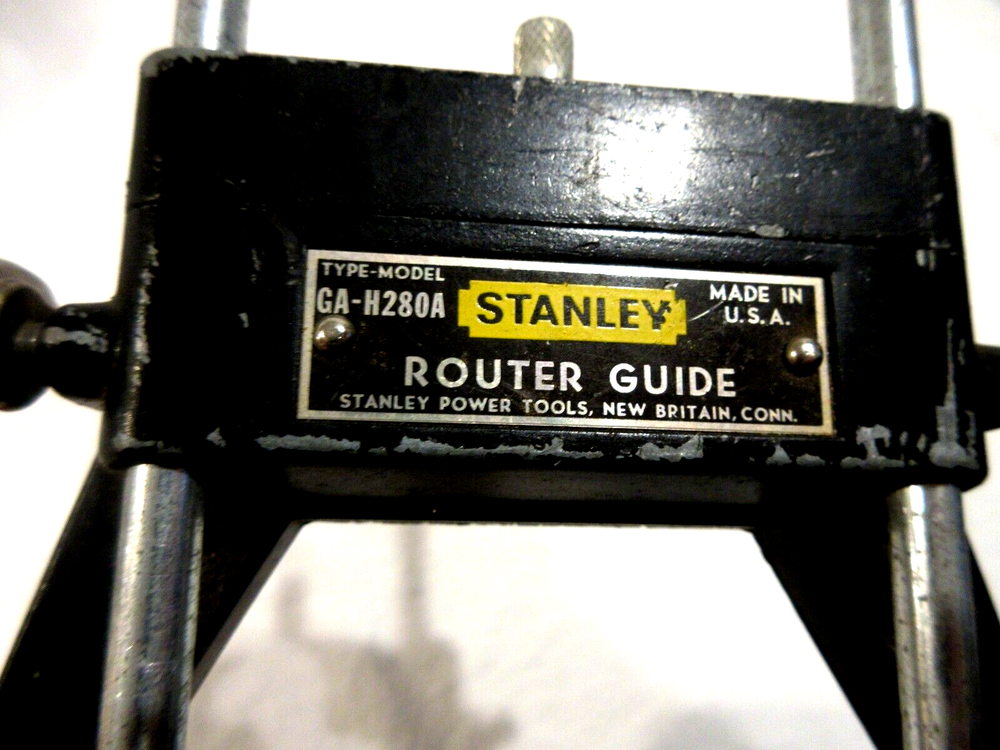 TYPE-MODEL
GA-H280A
STANLEY
MADE IN
U.S.A.
ROUTER GUIDE
STANLEY POWER TOOLS, NEW BRITAIN, CONN.